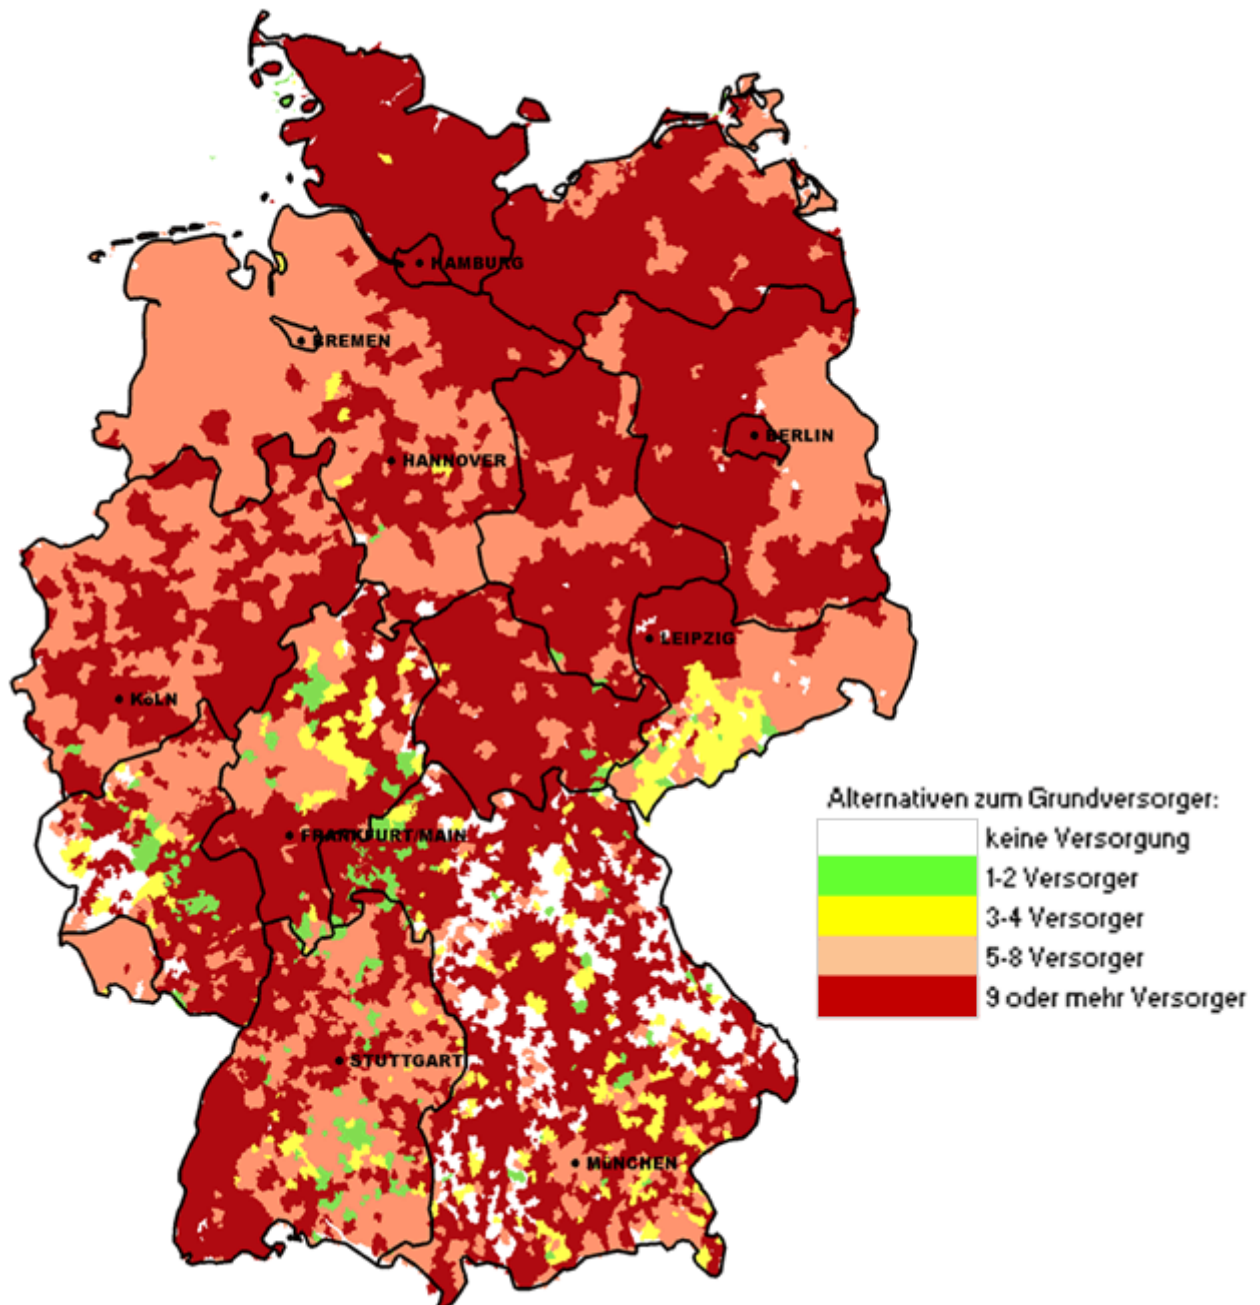 HAMBURG
BREMEN
BERLIN
HANNOVER
LEIPZIG
KöLN
Alternativen zum Grundversorger:
keine Versorgung
FRANKFURT/MAIN
1-2 Versorger
3-4 Versorger
5-8 Versorger
9 oder mehr Versorger
STUTTGART
MüNCHEN